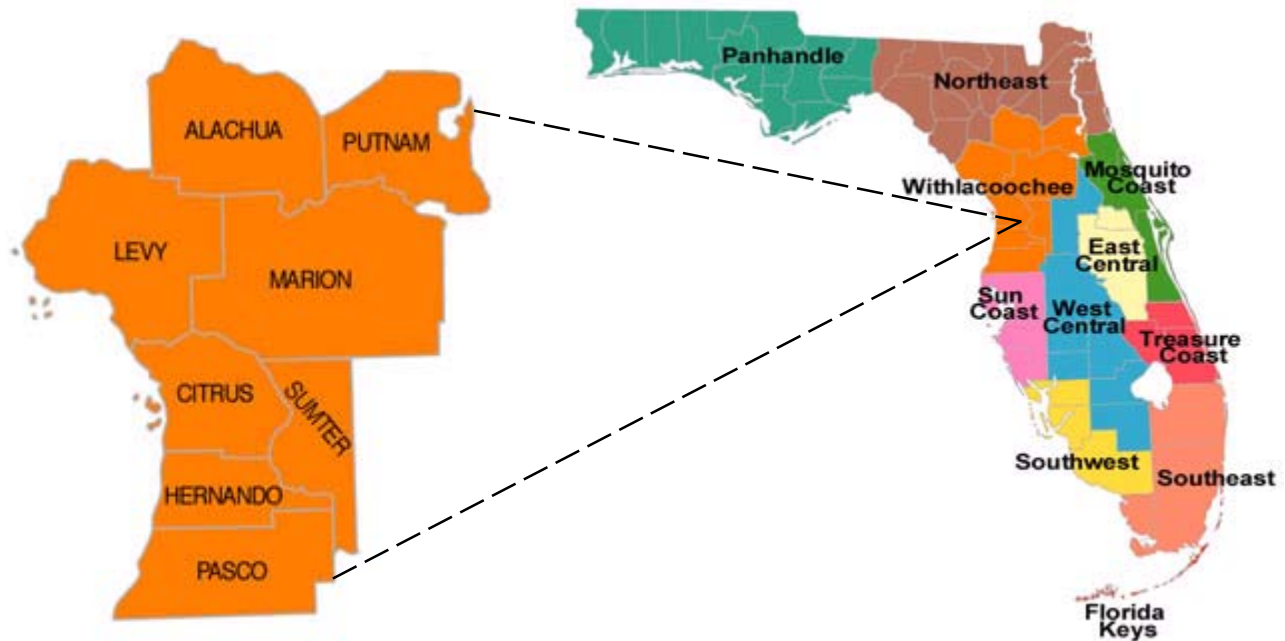 ALACHUA
PUTNAM
LEVY
MARION
CITRUS
SUMTER
HERNANDO
PASCO
Panhandle
Northeast
Withlacoochee
Mosquito
Coast
East
Central
Sun
Coast
West
Central
Treasure
Coast
Southwest
Southeast
Florida
Keys